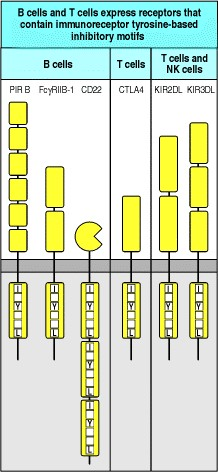 B cells and T cells express receptors that
contain immunoreceptor tyrosine-based
inhibitory motifs
B cells
T cells
T cells and
NK cells
PIR B
FcγRIIB-1
CD22
CTLA4
KIR2DL
KIR3DL
I Y L
I Y L
I Y L
I Y L
I Y L
I Y L
I Y L
I Y L